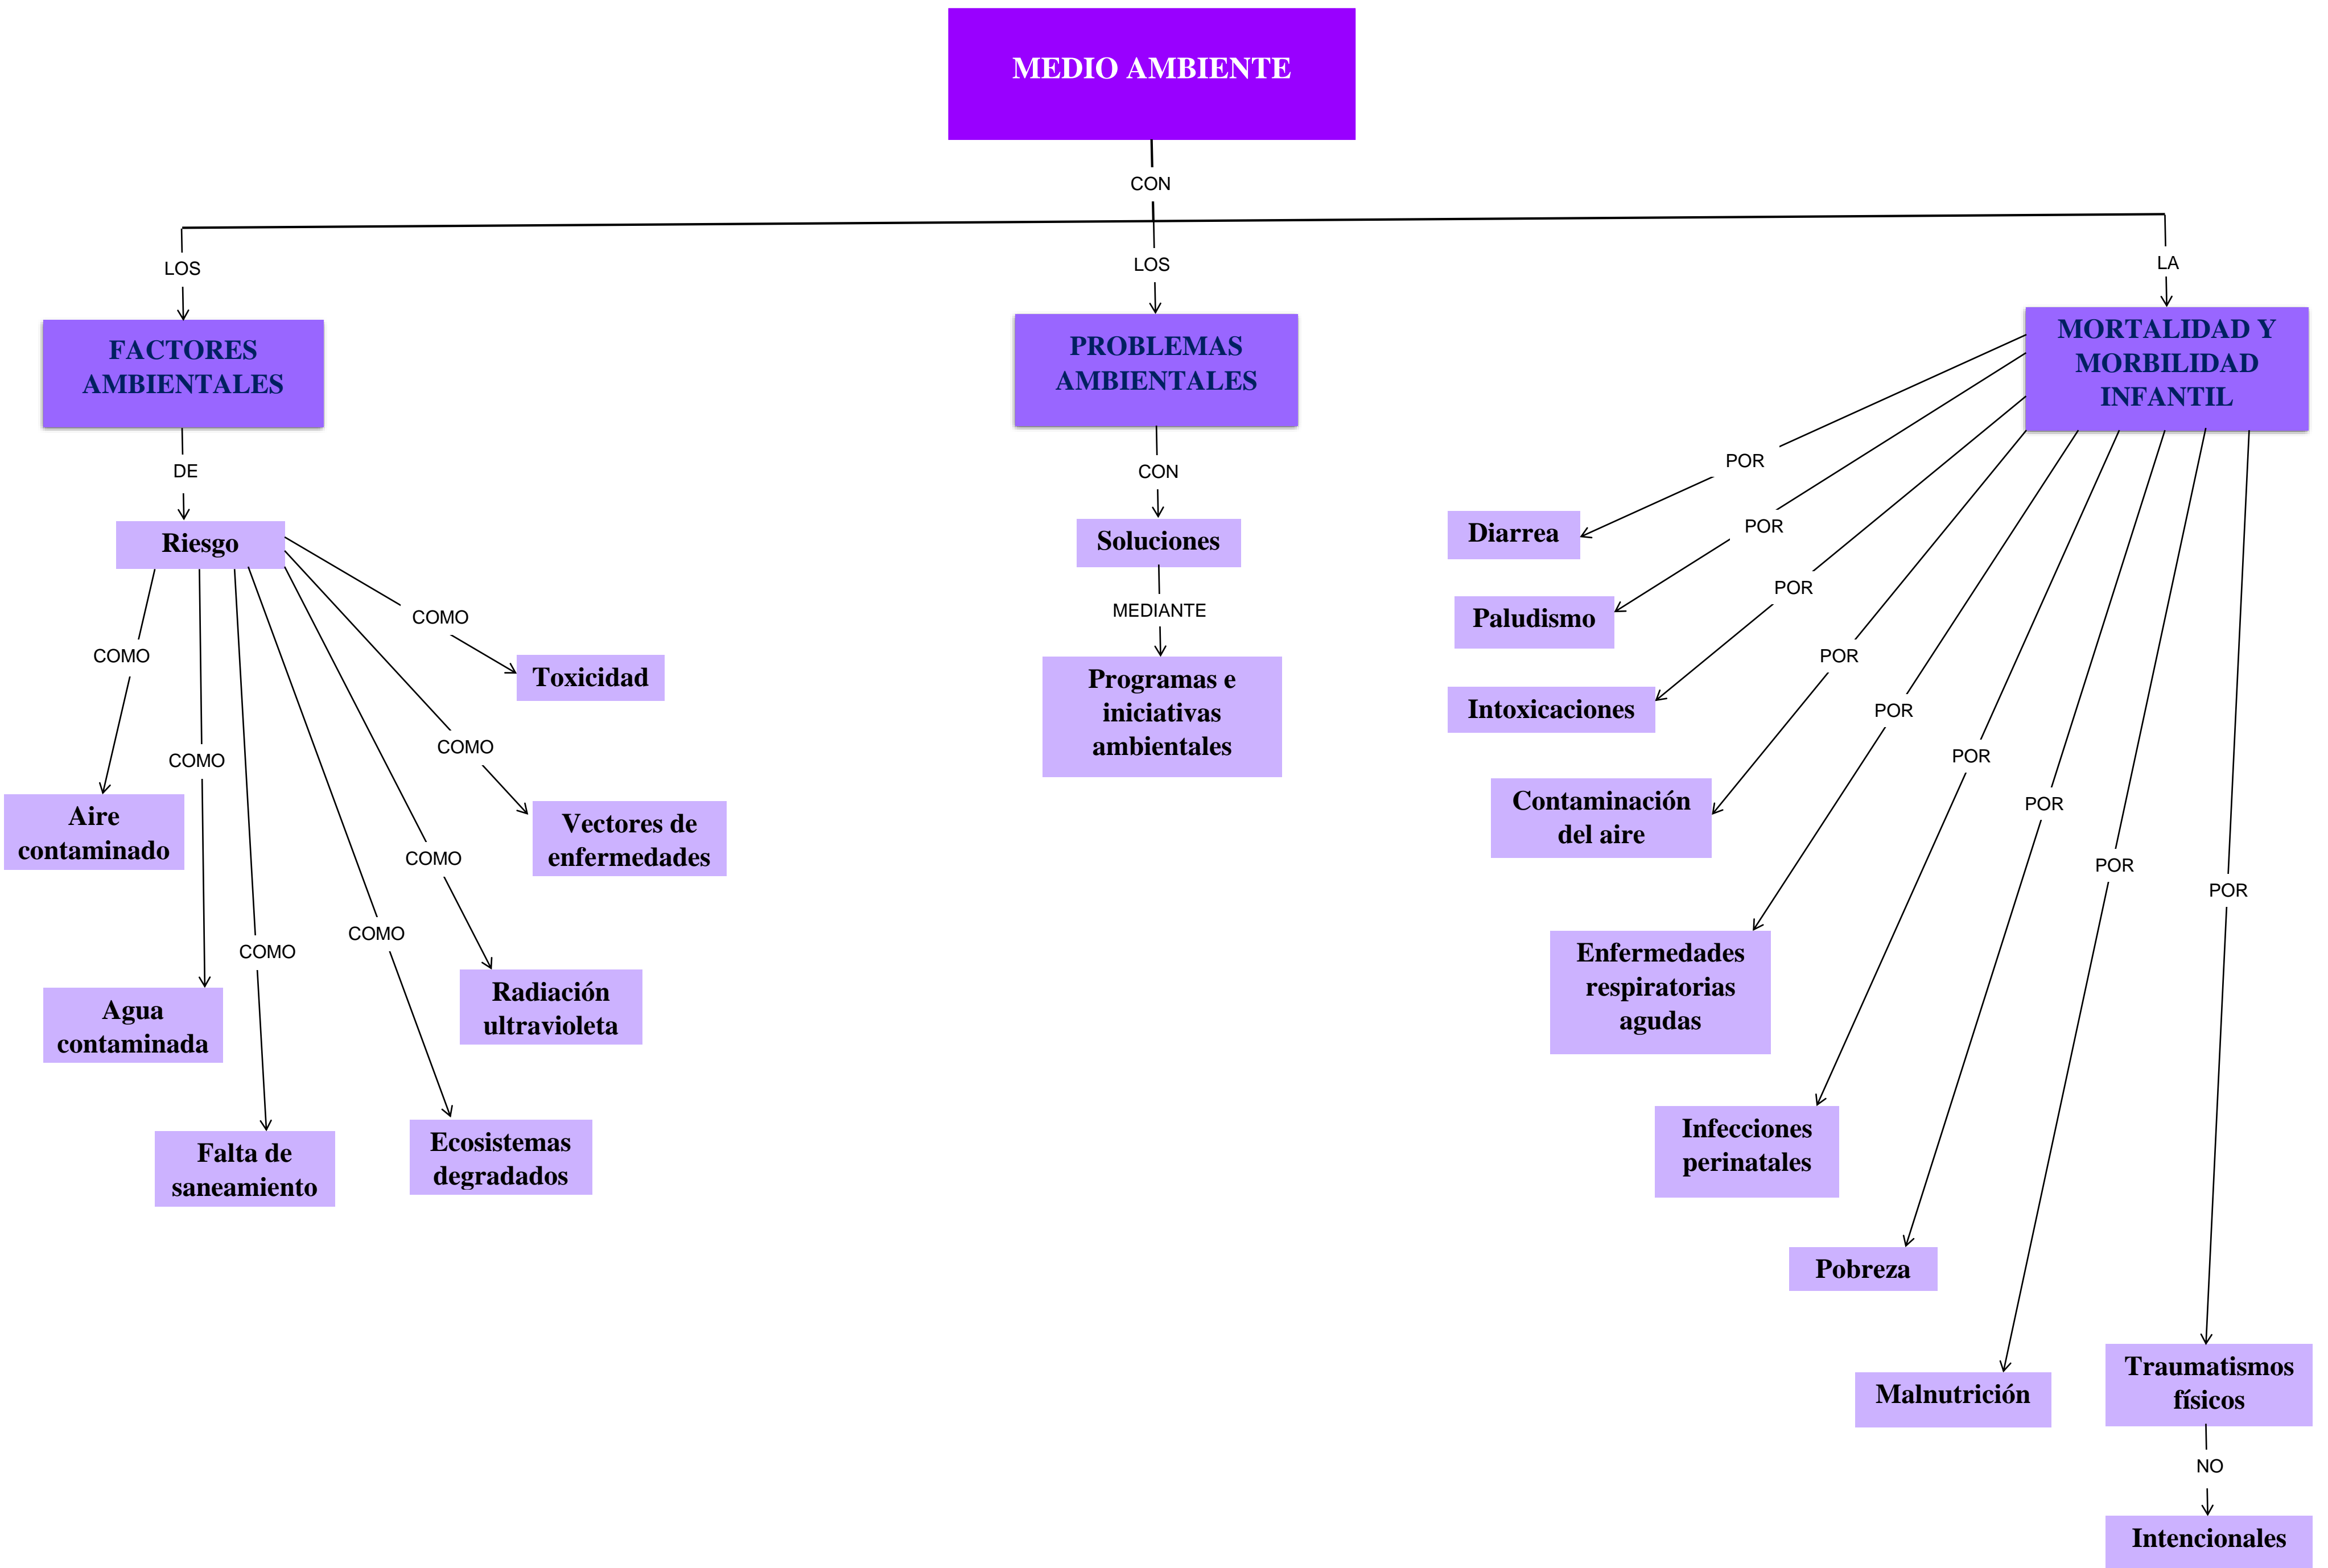 MEDIO AMBIENTE
CON
LOS
LOS
LA
FACTORES
AMBIENTALES
PROBLEMAS
AMBIENTALES
MORTALIDAD Y
MORBILIDAD
INFANTIL
DE
Riesgo
COMO
COMO
COMO
COMO
COMO
COMO
COMO
Toxicidad
Vectores de
enfermedades
Aire
contaminado
Radiación
ultravioleta
Agua
contaminada
Ecosistemas
degradados
Falta de
saneamiento
CON
Soluciones
MEDIANTE
Programas e
iniciativas
ambientales
POR
POR
POR
POR
POR
POR
POR
POR
POR
Diarrea
Paludismo
Intoxicaciones
Contaminación
del aire
Enfermedades
respiratorias
agudas
Infecciones
perinatales
Pobreza
Malnutrición
Traumatismos
físicos
NO
Intencionales